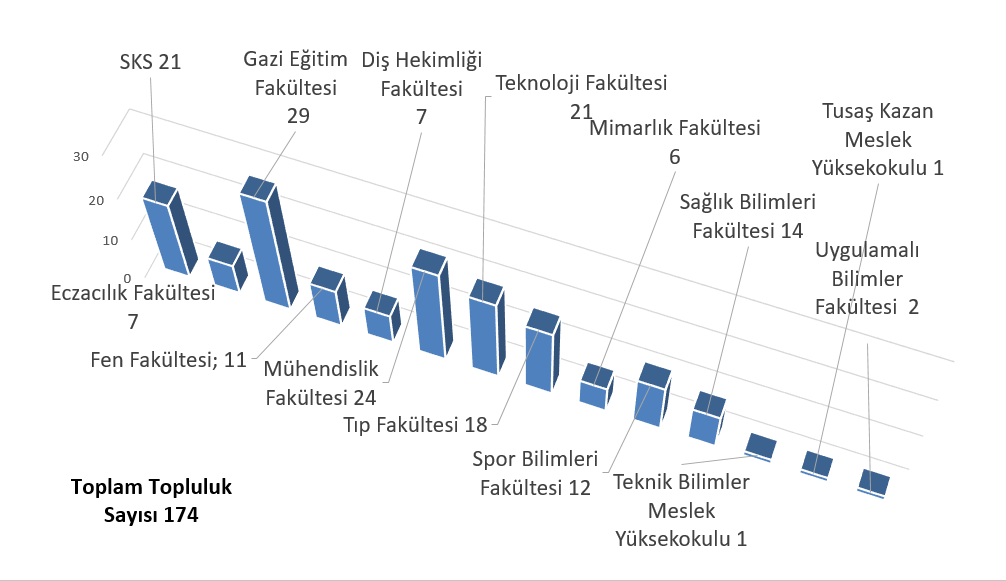 SKS 21
Gazi Eğitim
Fakültesi
29
Diş Hekimliği
Fakültesi
7
Teknoloji Fakültesi
21
Mimarlık Fakültesi
6
Tusaş Kazan
Meslek
Yüksekokulu 1
Sağlık Bilimleri
Fakültesi 14
Uygulamalı
Bilimler
Fakültesi 2
30
20
10
0
Eczacılık Fakültesi
7
Fen Fakültesi; 11
Mühendislik
Fakültesi 24
Tıp Fakültesi 18
Spor Bilimleri
Fakültesi 12
Teknik Bilimler
Meslek
Yüksekokulu 1
Toplam Topluluk
Sayısı 174